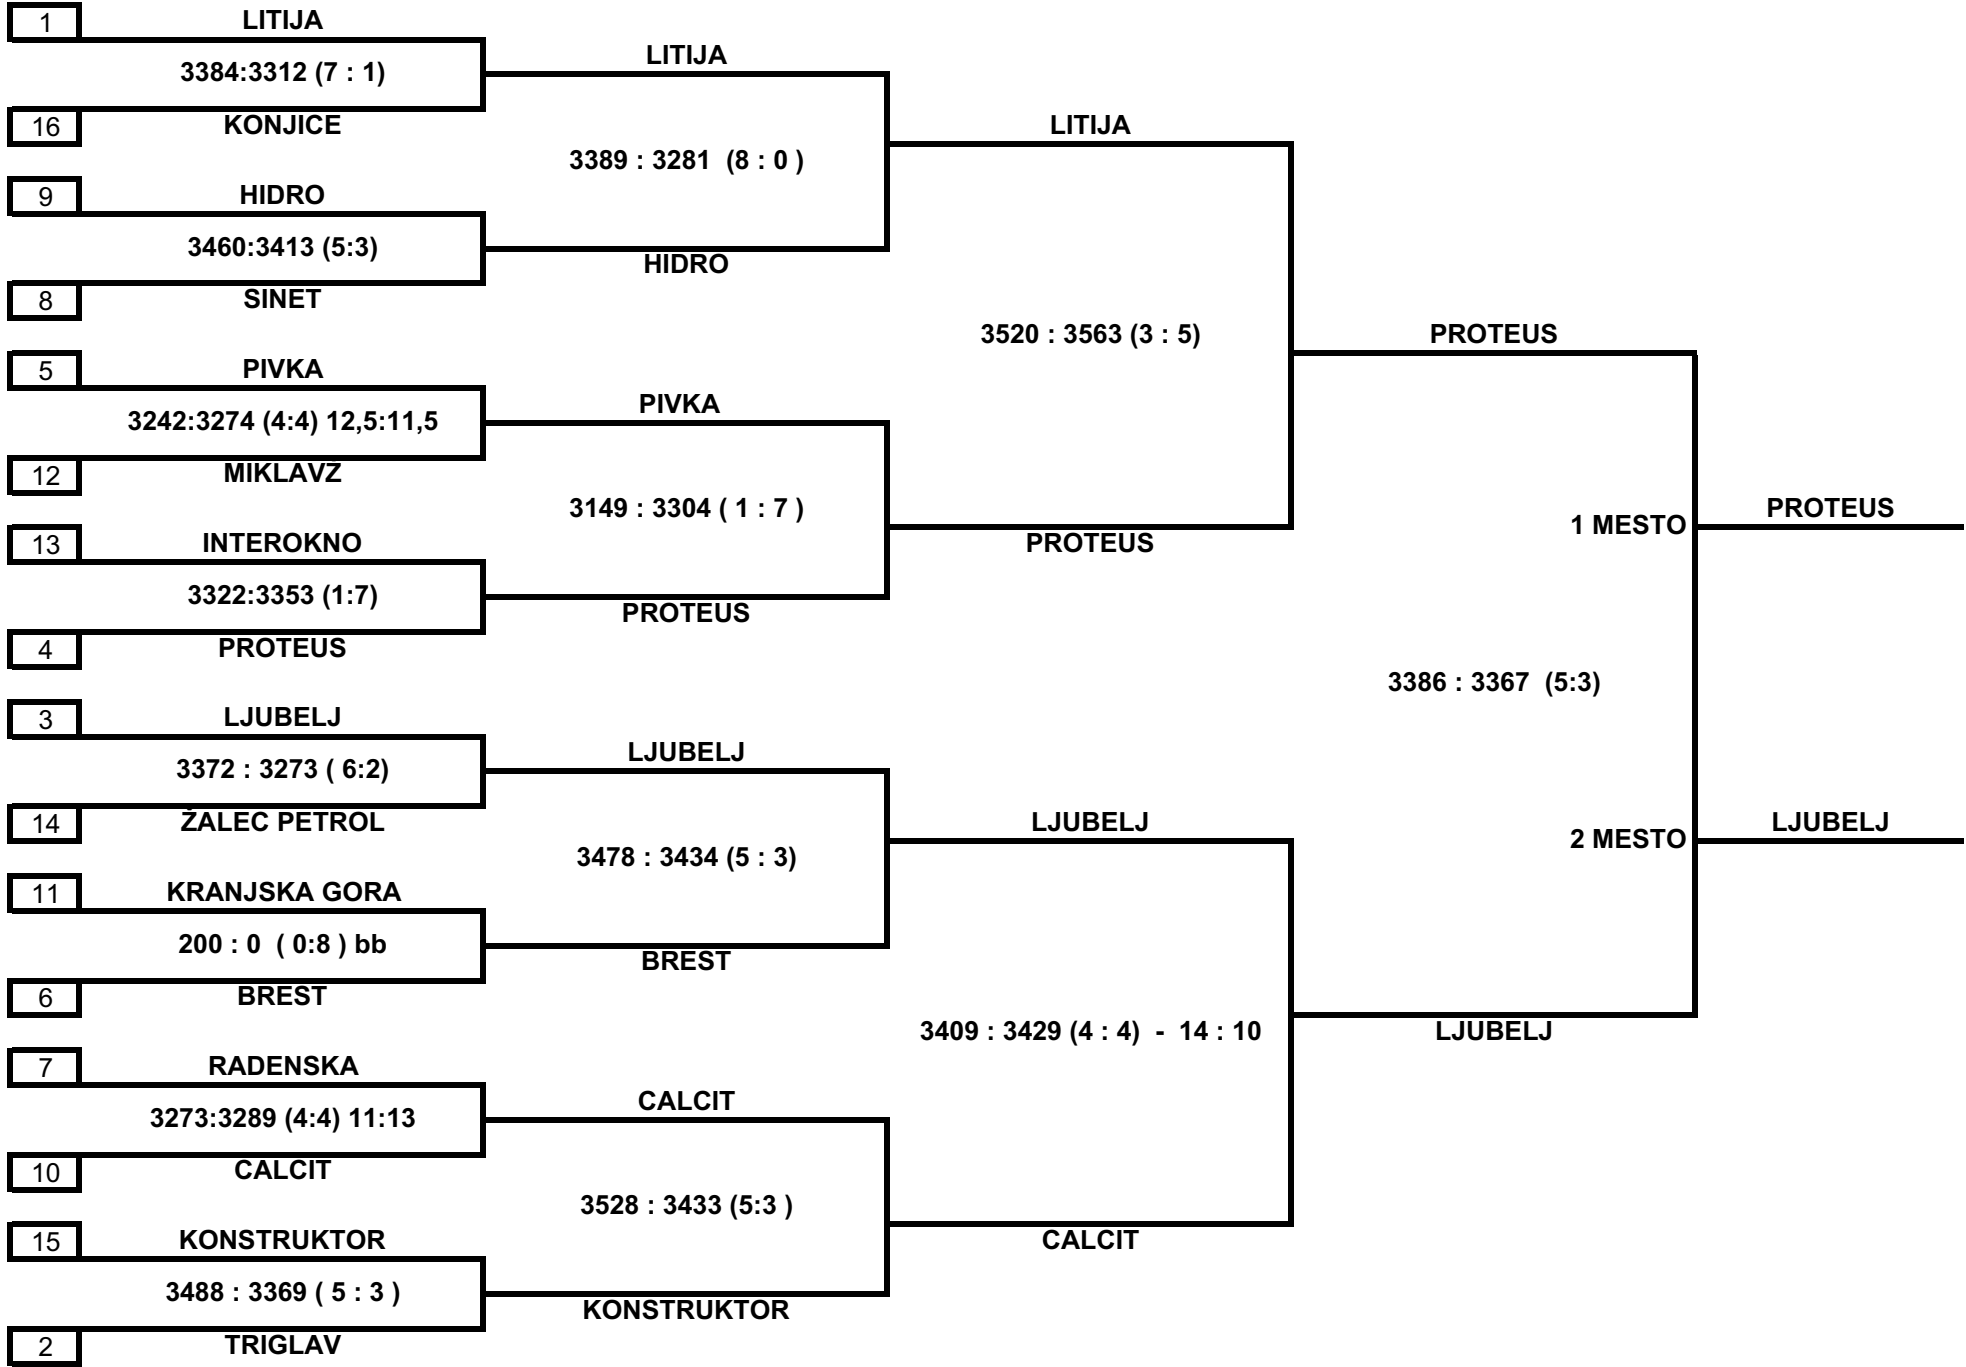 1
LITIJA
3384:3312 (7 : 1)
16
KONJICE
9
HIDRO
3460:3413 (5:3)
8
SINET
5
PIVKA
3242:3274 (4:4) 12,5:11,5
12
MIKLAVŽ
13
INTEROKNO
3322:3353 (1:7)
4
PROTEUS
3
LJUBELJ
3372 : 3273 ( 6:2)
14
ŽALEC PETROL
11
KRANJSKA GORA
200 : 0 ( 0:8 ) bb
6
BREST
7
RADENSKA
3273:3289 (4:4) 11:13
10
CALCIT
15
KONSTRUKTOR
3488 : 3369 ( 5 : 3 )
2
TRIGLAV
LITIJA
3389 : 3281 (8 : 0 )
HIDRO
PIVKA
3149 : 3304 ( 1 : 7 )
PROTEUS
LJUBELJ
3478 : 3434 (5 : 3)
BREST
CALCIT
3528 : 3433 (5:3 )
KONSTRUKTOR
LITIJA
3520 : 3563 (3 : 5)
PROTEUS
LJUBELJ
3409 : 3429 (4 : 4) - 14 : 10
CALCIT
PROTEUS
3386 : 3367 (5:3)
LJUBELJ
1 MESTO
PROTEUS
2 MESTO
LJUBELJ